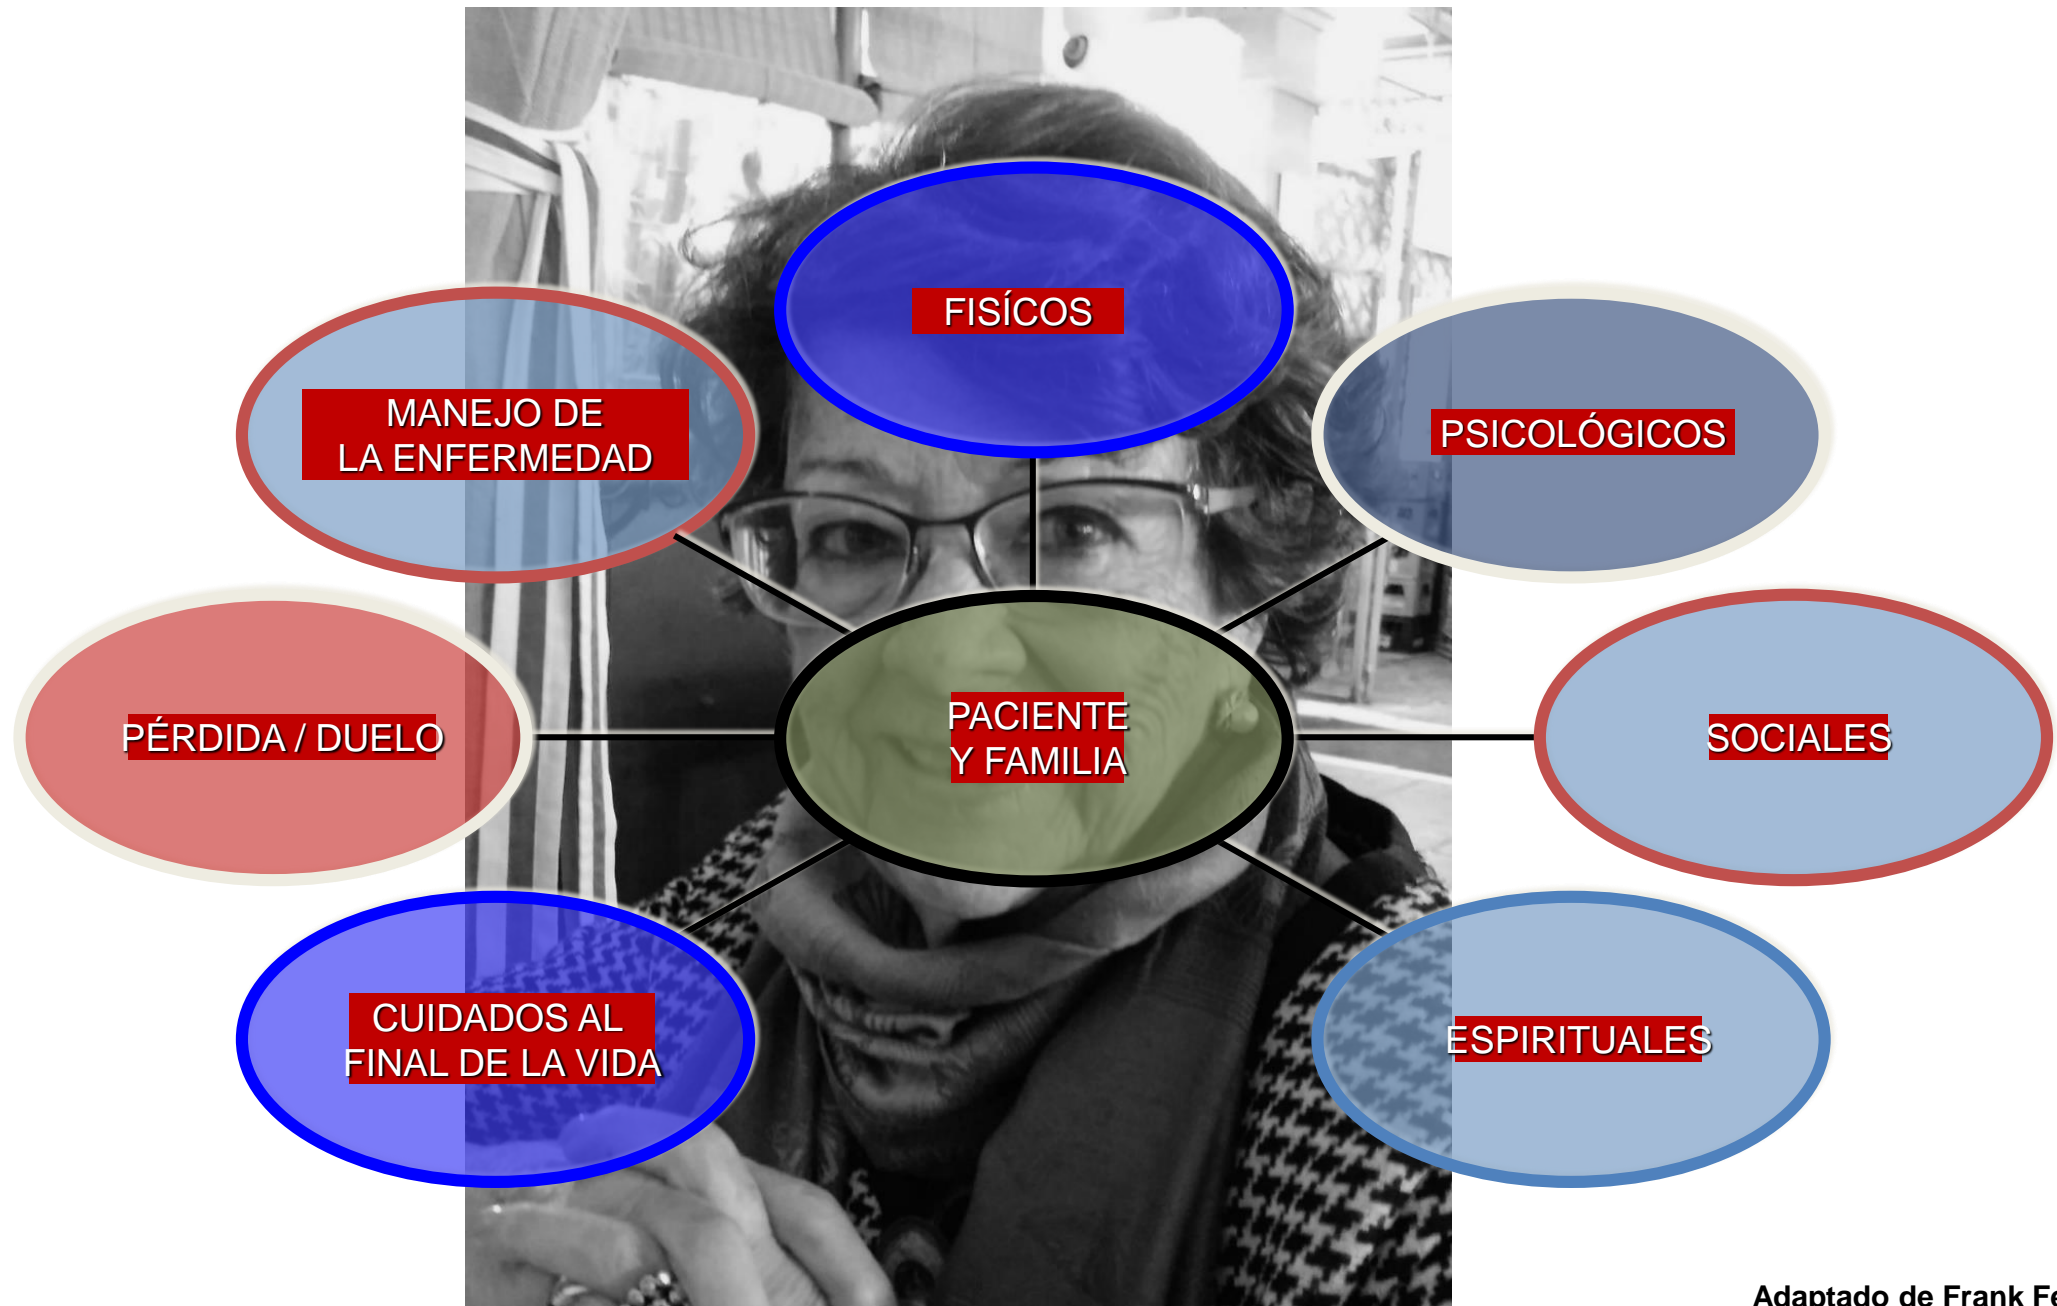 FISÍCOS
MANEJO DE
LA ENFERMEDAD
PSICOLÓGICOS
PÉRDIDA / DUELO
PACIENTE
Y FAMILIA
SOCIALES
CUIDADOS AL
FINAL DE LA VIDA
ESPIRITUALES
Adaptado de Frank